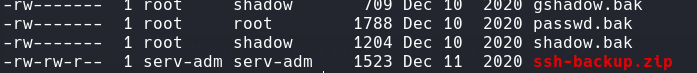 -rw------- 1 root shadow 709 Dec 10 2020 gshadow.bak
-rw------- 1 root root 1788 Dec 10 2020 passwd.bak
-rw------- 1 root shadow 1204 Dec 10 2020 shadow.bak
-rw-rw-r-- 1 serv-adm serv-adm 1523 Dec 11 2020 ssh-backup.zip